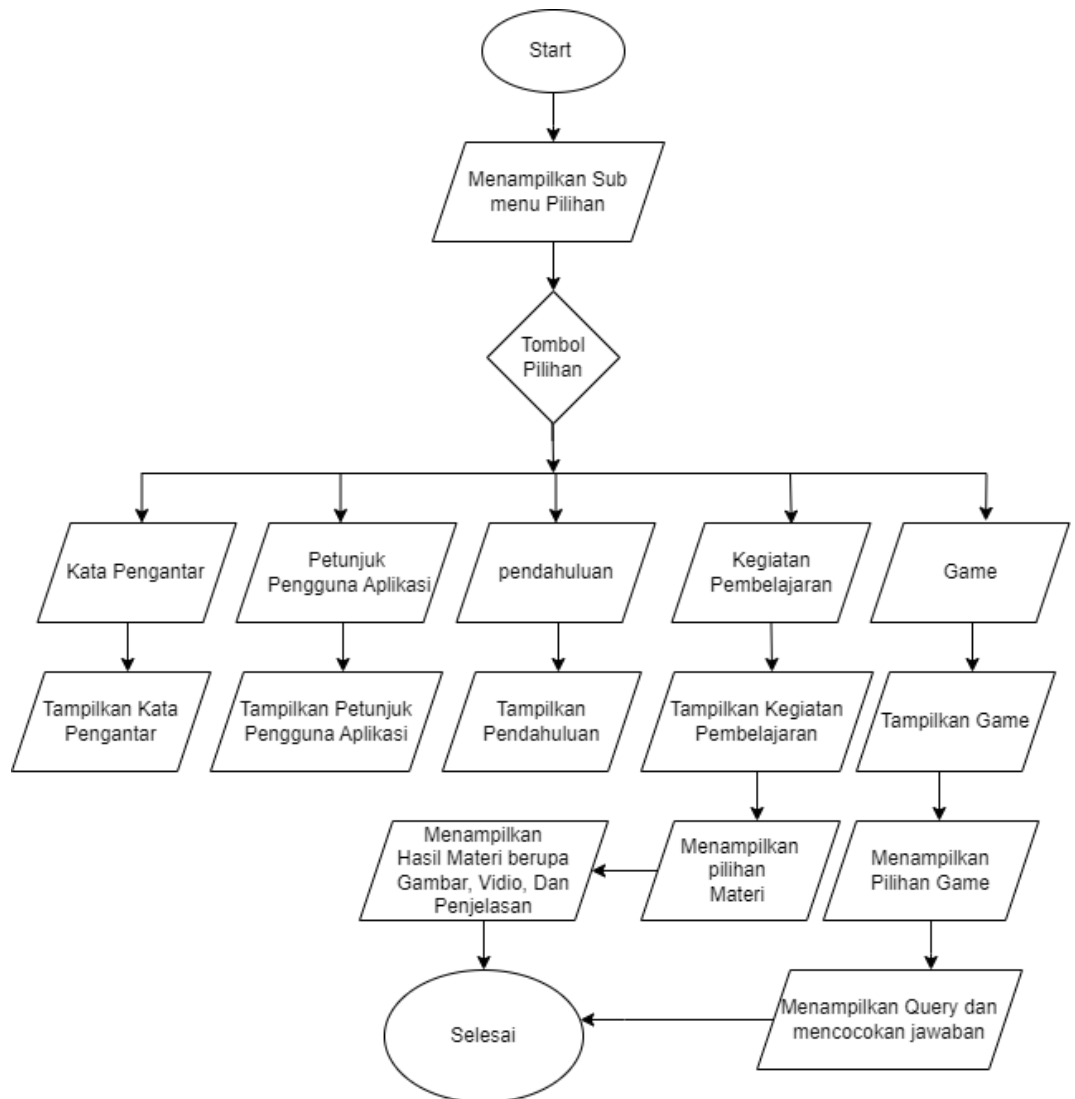 Start
Menampilkan Sub
menu Pilihan
Tombol
Pilihan
Kata Pengantar
Petunjuk
Pengguna Aplikasi
pendahuluan
Kegiatan
Pembelajaran
Game
Tampilkan Kata
Pengantar
Tampilkan Petunjuk
Pengguna Aplikasi
Tampilkan
Pendahuluan
Tampilkan Kegiatan
Pembelajaran
Tampilkan Game
Menampilkan
Hasil Materi berupa
Gambar, Vidio, Dan
Penjelasan
Menampilkan
pilihan
Materi
Menampilkan
Pilihan Game
Selesai
Menampilkan Query dan
mencocokan jawaban